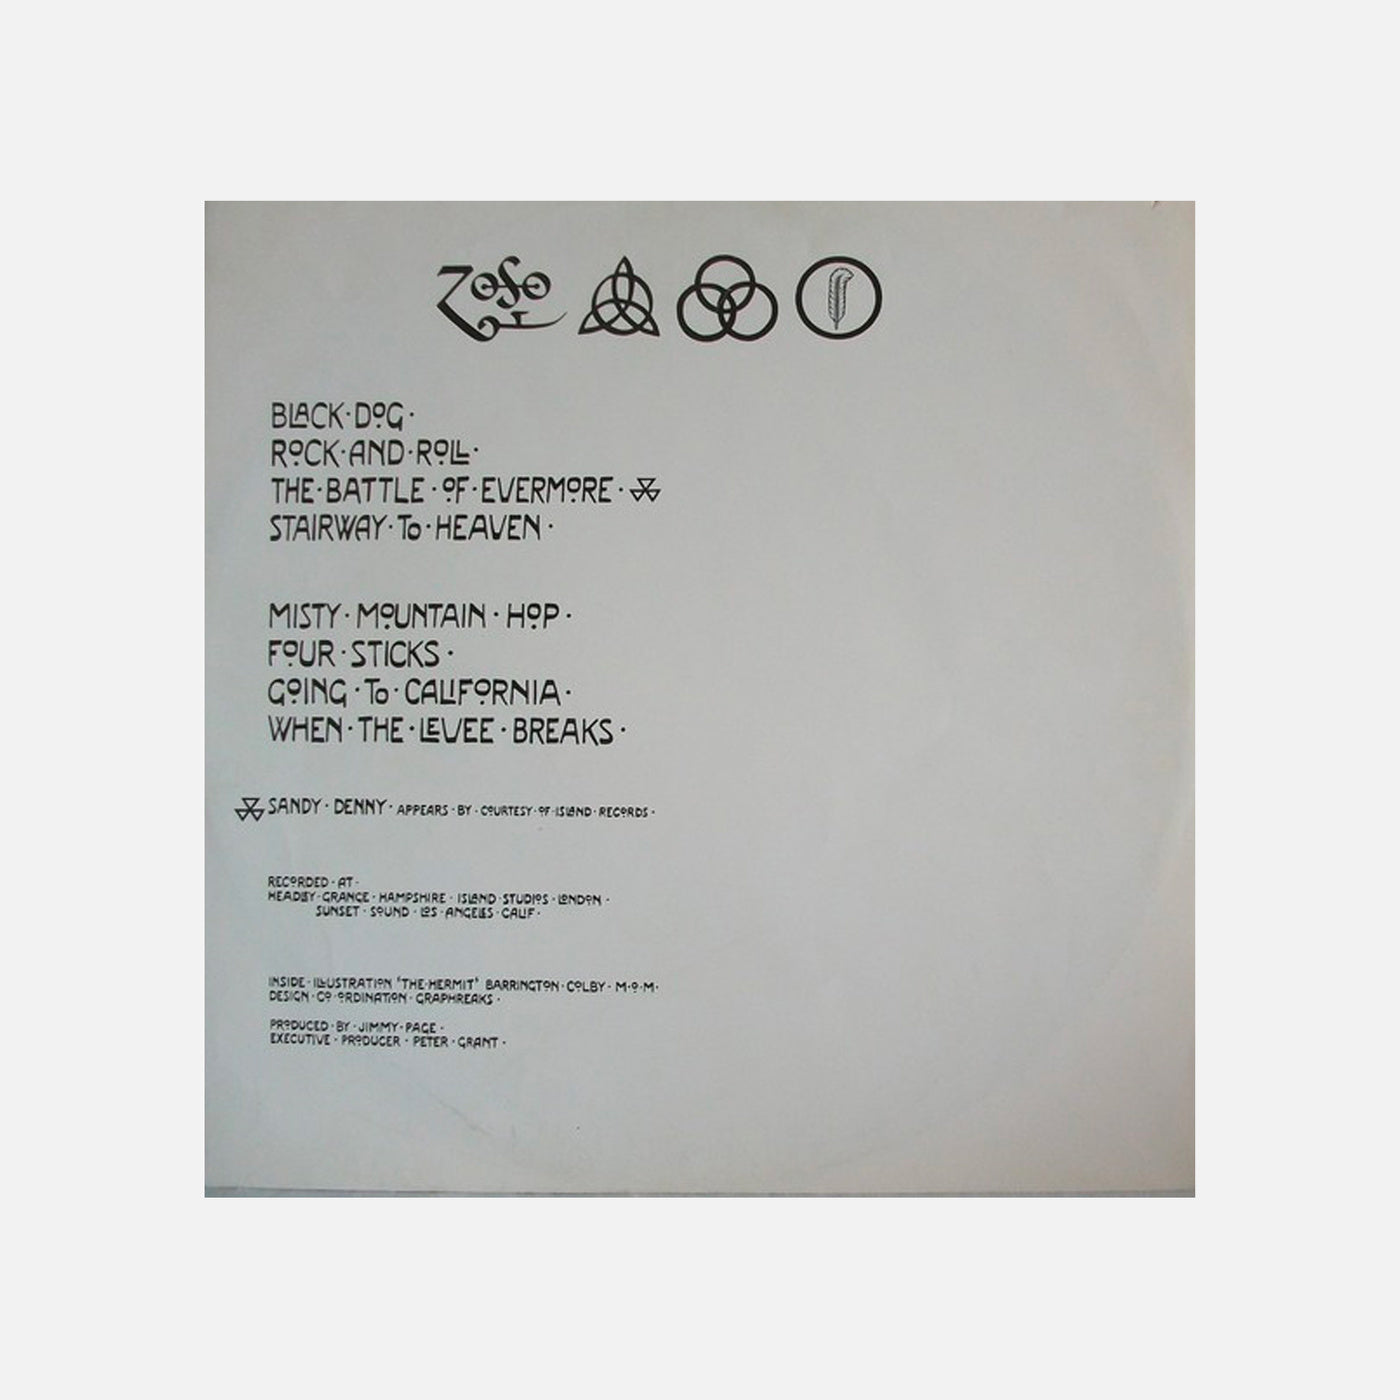 ZOSO
BLACK·DOG·
ROCK·AND·ROLL·
THE·BATTLE·OF·EVERMORE·
STAIRWAY·TO·HEAVEN·
MISTY·MOUNTAIN·HOP·
FOUR·STICKS·
GOING·TO·CALIFORNIA·
WHEN·THE·LEVEE·BREAKS·
SANDY·DENNY·APPEARS·BY·COURTESY·OF·ISLAND·RECORDS·
RECORDED·AT·
HEADLEY·GRANGE·HAMPSHIRE·ISLAND·STUDIOS·LONDON·
SUNSET·SOUND·LOS·ANGELES·CALIF·
INSIDE·ILLUSTRATION 'THE·HERMIT' BARRINGTON·COLBY·M·O·M·
DESIGN·CO·ORDINATION·GRAPHREAKS·
PRODUCED·BY·JIMMY·PAGE·
EXECUTIVE·PRODUCER·PETER·GRANT·